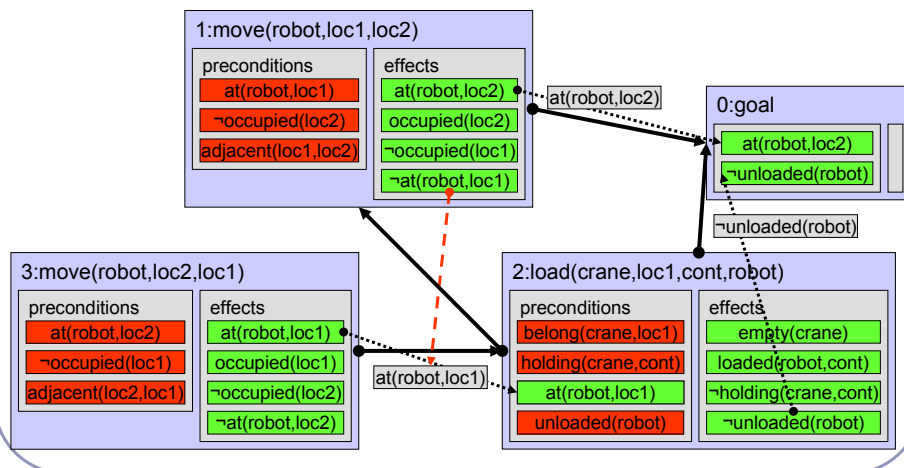 1:move(robot,loc1,loc2)
preconditions
at(robot,loc1)
¬occupied(loc2)
adjacent(loc1,loc2)
effects
at(robot,loc2)
occupied(loc2)
¬occupied(loc1)
¬at(robot,loc1)
at(robot,loc2)
0:goal
at(robot,loc2)
¬unloaded(robot)
¬unloaded(robot)
3:move(robot,loc2,loc1)
preconditions
at(robot,loc2)
¬occupied(loc1)
adjacent(loc2,loc1)
effects
at(robot,loc1)
occupied(loc1)
¬occupied(loc2)
¬at(robot,loc2)
at(robot,loc1)
2:load(crane,loc1,cont,robot)
preconditions
belong(crane,loc1)
holding(crane,cont)
at(robot,loc1)
unloaded(robot)
effects
empty(crane)
loaded(robot,cont)
¬holding(crane,cont)
¬unloaded(robot)